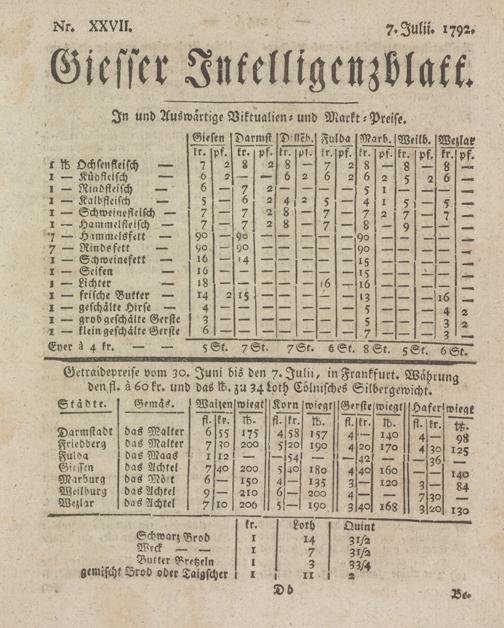 Nr. XXVII. 7. Julii. 1792.
Giesser Intelligenzblatt.
In und Auswärtige Viktualien- und Markt-Preise.
Giesen Darmst Fulda Marb. Weilb. Wezlar
kr. pf. kr. pf. kr. pf. kr. pf. kr. pf. kr. pf. kr. pf.
1 ℔ Ochsenfleisch — 7 2 8 2 8 — 7 2 8 — 8 — 8 —
1 — Kühfleisch — 6 2 — — 6 2 6 2 6 2 5 2 6 —
1 — Rindfleisch — 6 — 7 2 — — — — 5 1 — — — —
1 — Kalbfleisch — 5 — 6 2 4 2 5 — 4 1 5 — 5 —
1 — Schweinefleisch — 7 — 7 2 8 — — — 7 2 7 — 7 —
1 — Hammelfleisch — 7 — 7 2 8 — 7 — 8 — 9 — — —
7 — Hammelsfett — 90 — 90 — — — — — 90 — — — — —
7 — Rindsfett — 90 — 90 — — — — — — — — — — —
1 — Schweinefett — 16 — 14 — — — — — 15 — — — — —
1 — Seifen — 16 — — — — — — — 15 — — — — —
1 — Lichter — 18 — — — — — 16 — 16 — — — — —
1 — frische Butter — 14 2 15 — — — — — 13 — — — 16 —
1 — geschälte Hirse — 4 — — — — — — — 5 — — — 4 2
1 — grobgeschälte Gerste 3 — — — — — — — 5 — — — 3 2
1 — klein geschälte Gerste 6 — — — — — — — 7 — — — 3 —
Eyer à 4 kr. — 5 St. 7 St. 7 St. 6 St 8 St. 5 St. 6 St.
Getraidepreise vom 30. Juni bis den 7. Julii, in Frankfurt. Währung
den fl. à 60 kr. und das ℔. zu 34 Loth Cölnisches Silbergewicht.
Städte. Gemäs. Waizen wiegt Korn wiegt Gerste wiegt Hafer wiegt
fl. kr. ℔. fl. kr. ℔. fl. kr. ℔. fl. kr. ℔.
Darmstadt das Malter 6 55 175 4 58 157 4 — 140 4 — 98
Friedberg das Malter 7 30 200 5 20 190 4 20 170 4 30 125
Fulda das Maas 1 12 — — 54 — — 42 — — 36 —
Giessen das Achtel 7 40 200 5 40 180 4 40 160 — — 140
Marburg das Mött 6 — 150 4 — 135 3 — 120 3 — 84
Weilburg das Achtel 9 — 210 6 — 200 4 — — 7 30 —
Wezlar das Achtel 7 10 206 5 — 190 3 40 168 3 20 130
kr. Loth Quint
Schwarz Brod 1 14 3 1/2
Weck — — 1 7 3 1/2
Butter Bretzeln 1 3 3 3/4
gemischt Brod oder Taigscher 1 11 2
D d Be-